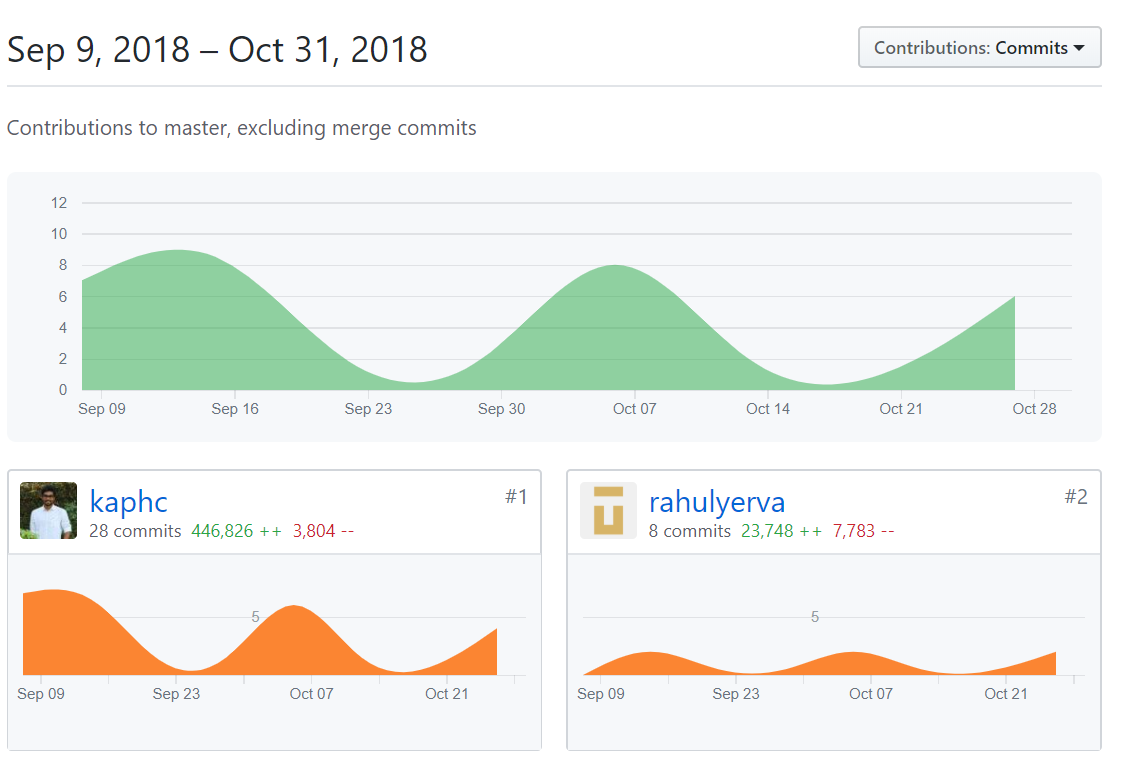 Sep 9, 2018 – Oct 31, 2018
Contributions: Commits
Contributions to master, excluding merge commits
12
10
8
6
4
2
0
Sep 09 Sep 16 Sep 23 Sep 30 Oct 07 Oct 14 Oct 21 Oct 28
kaphc
#1
28 commits 446,826 ++ 3,804 --
5
Sep 09 Sep 23 Oct 07 Oct 21
rahulyerva
#2
8 commits 23,748 ++ 7,783 --
5
Sep 09 Sep 23 Oct 07 Oct 21